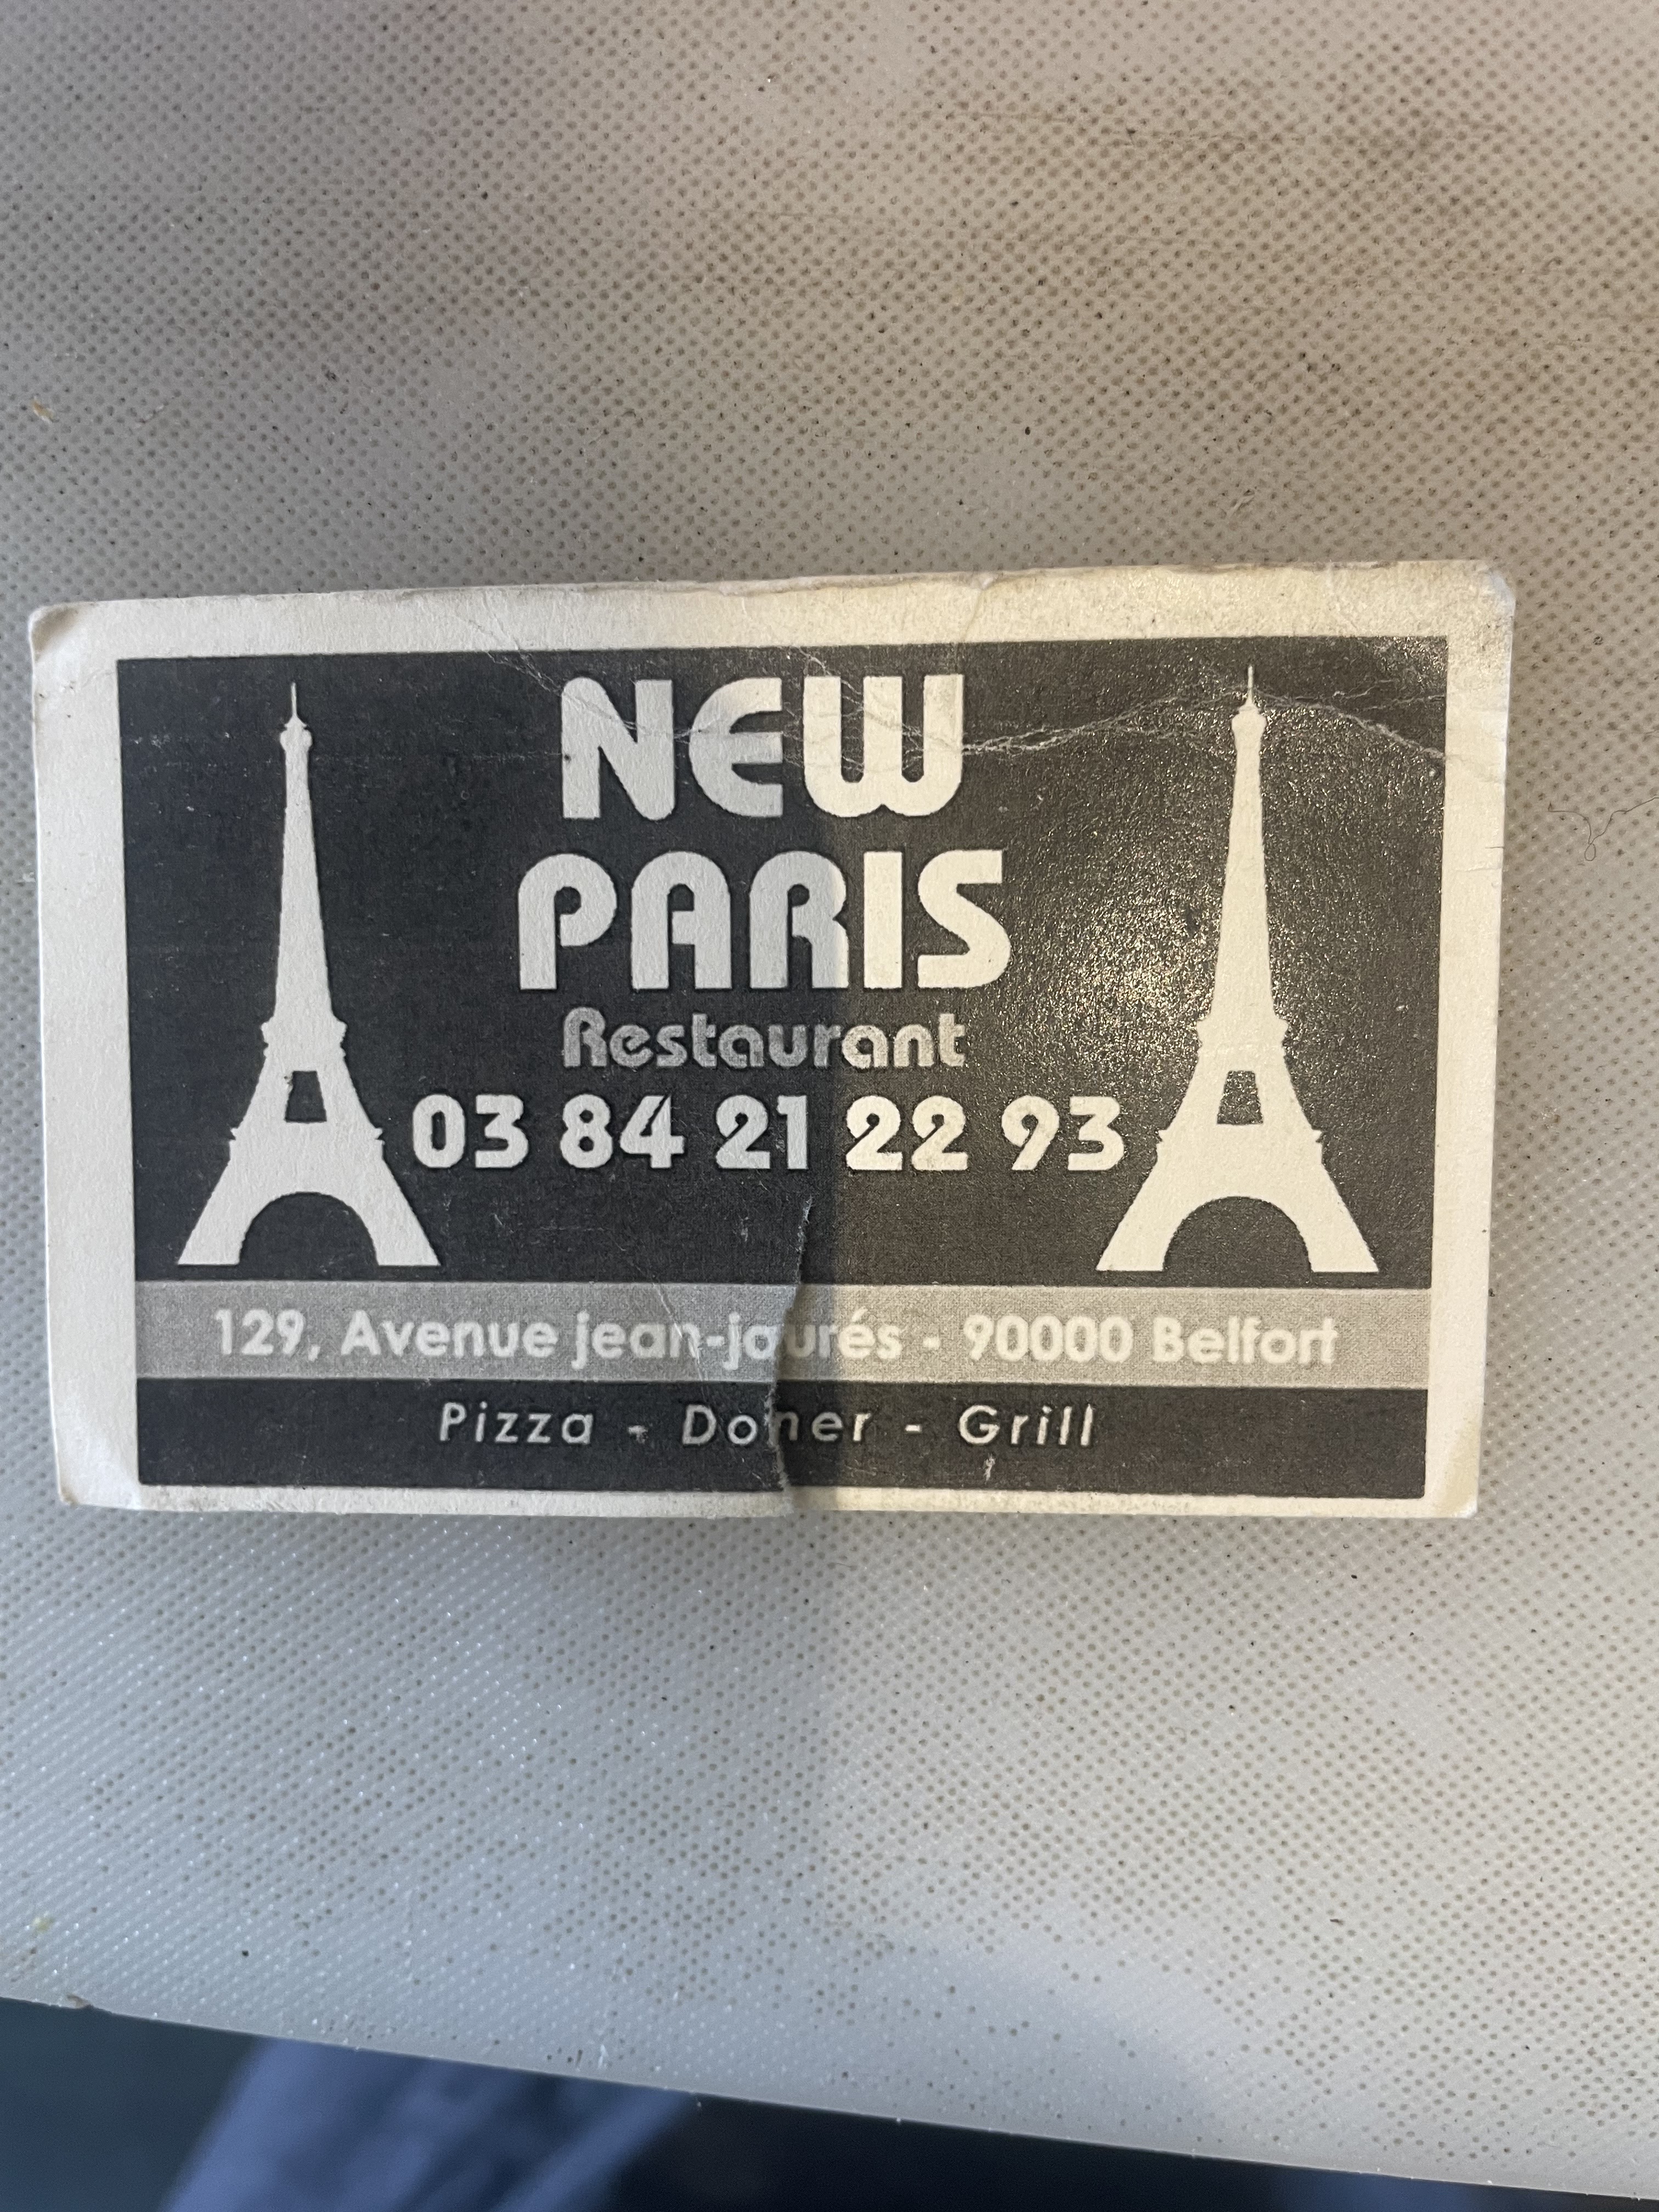 NEW
PARIS
Restaurant
03 84 21 22 93
129, Avenue jean-jaurés - 90000 Belfort
Pizza - Doner - Grill